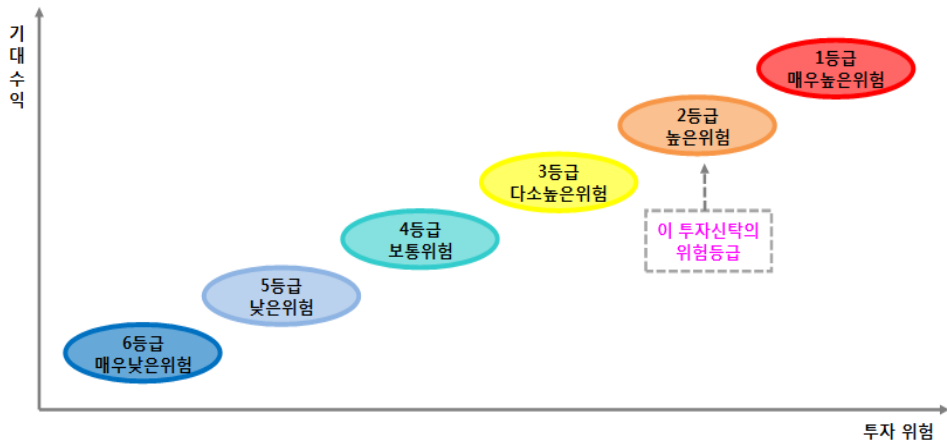 기
대
수
익
1등급
매우높은위험
2등급
높은위험
3등급
다소높은위험
이 투자신탁의
위험등급
4등급
보통위험
5등급
낮은위험
6등급
매우낮은위험
투자 위험